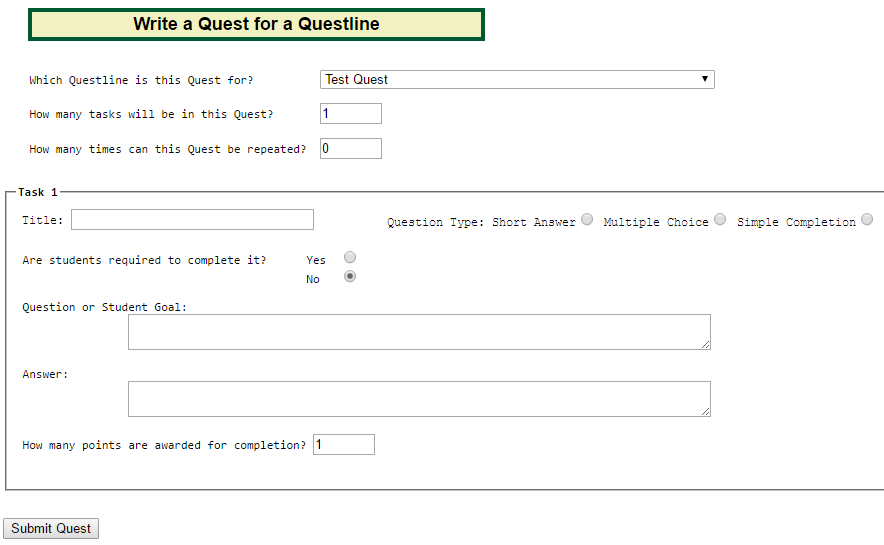 Write a Quest for a Questline
Which Questline is this Quest for? Test Quest
How many tasks will be in this Quest? 1
How many times can this Quest be repeated? 0
Task 1
Title: Question Type: Short Answer Multiple Choice Simple Completion
Are students required to complete it? Yes
No
Question or Student Goal:
Answer:
How many points are awarded for completion? 1
Submit Quest